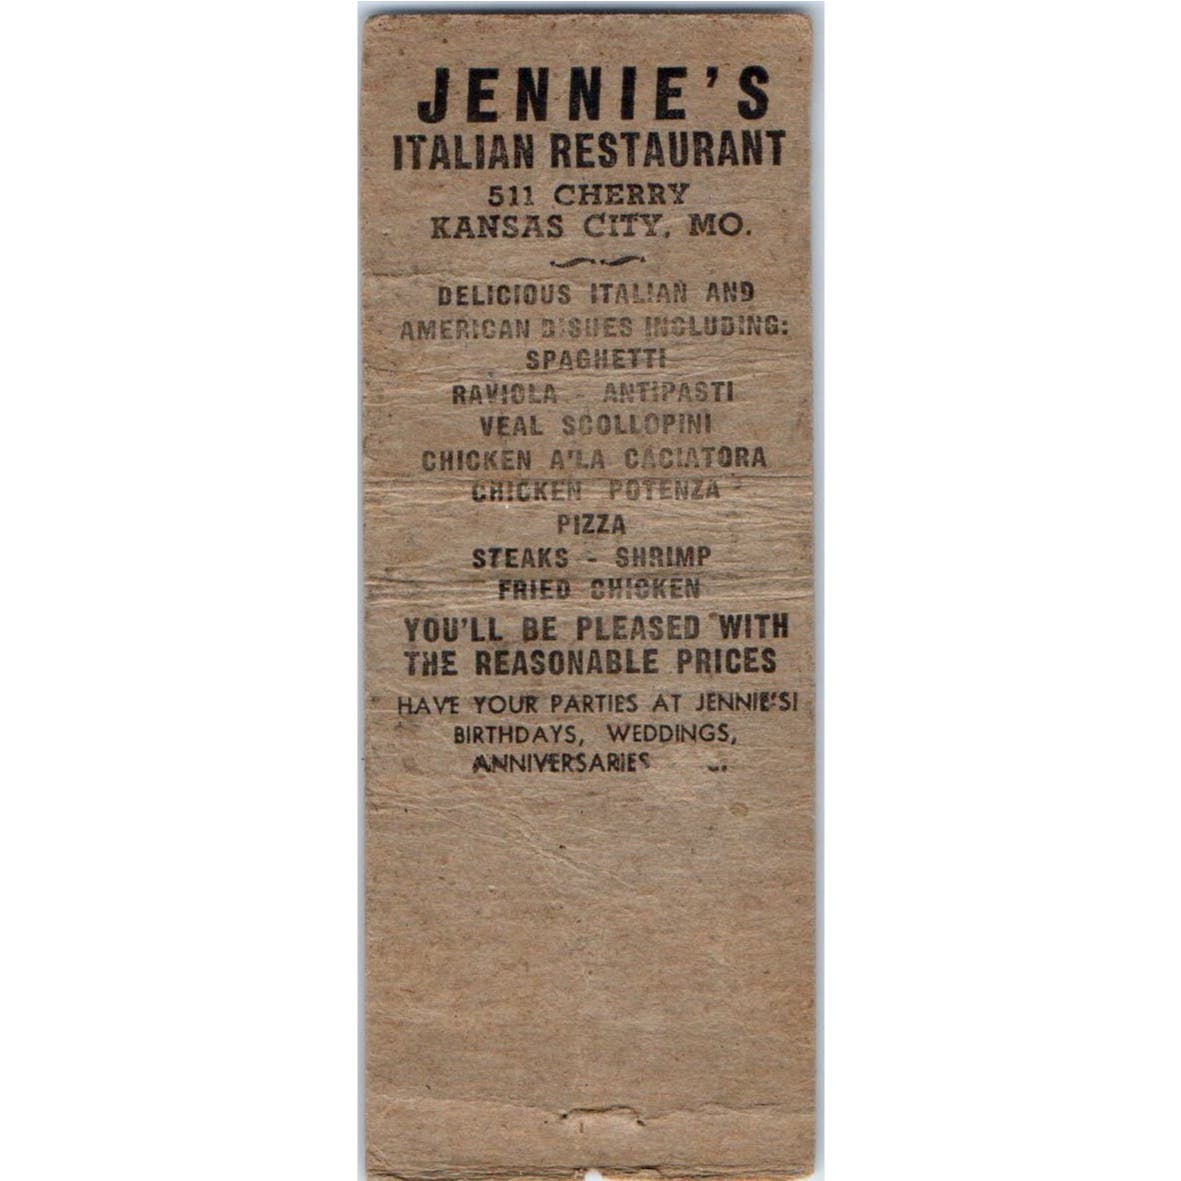 JENNIE'S
ITALIAN RESTAURANT
511 CHERRY
KANSAS CITY, MO.
DELICIOUS ITALIAN AND
AMERICAN DISHES INCLUDING:
SPAGHETTI
RAVIOLA - ANTIPASTI
VEAL SCOLLOPINI
CHICKEN A'LA CACIATORA
CHICKEN POTENZA
PIZZA
STEAKS - SHRIMP
FRIED CHICKEN
YOU'LL BE PLEASED WITH
THE REASONABLE PRICES
HAVE YOUR PARTIES AT JENNIE'S!
BIRTHDAYS, WEDDINGS,
ANNIVERSARIES